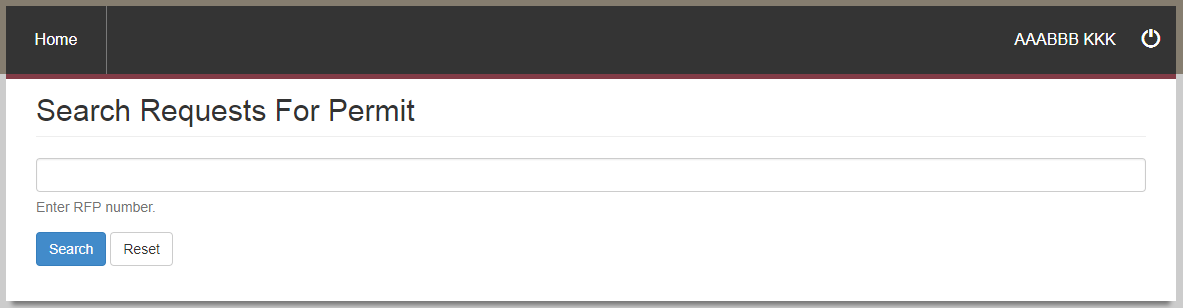 Home
AAABBB KKK
Search Requests For Permit
Enter RFP number.
Search
Reset